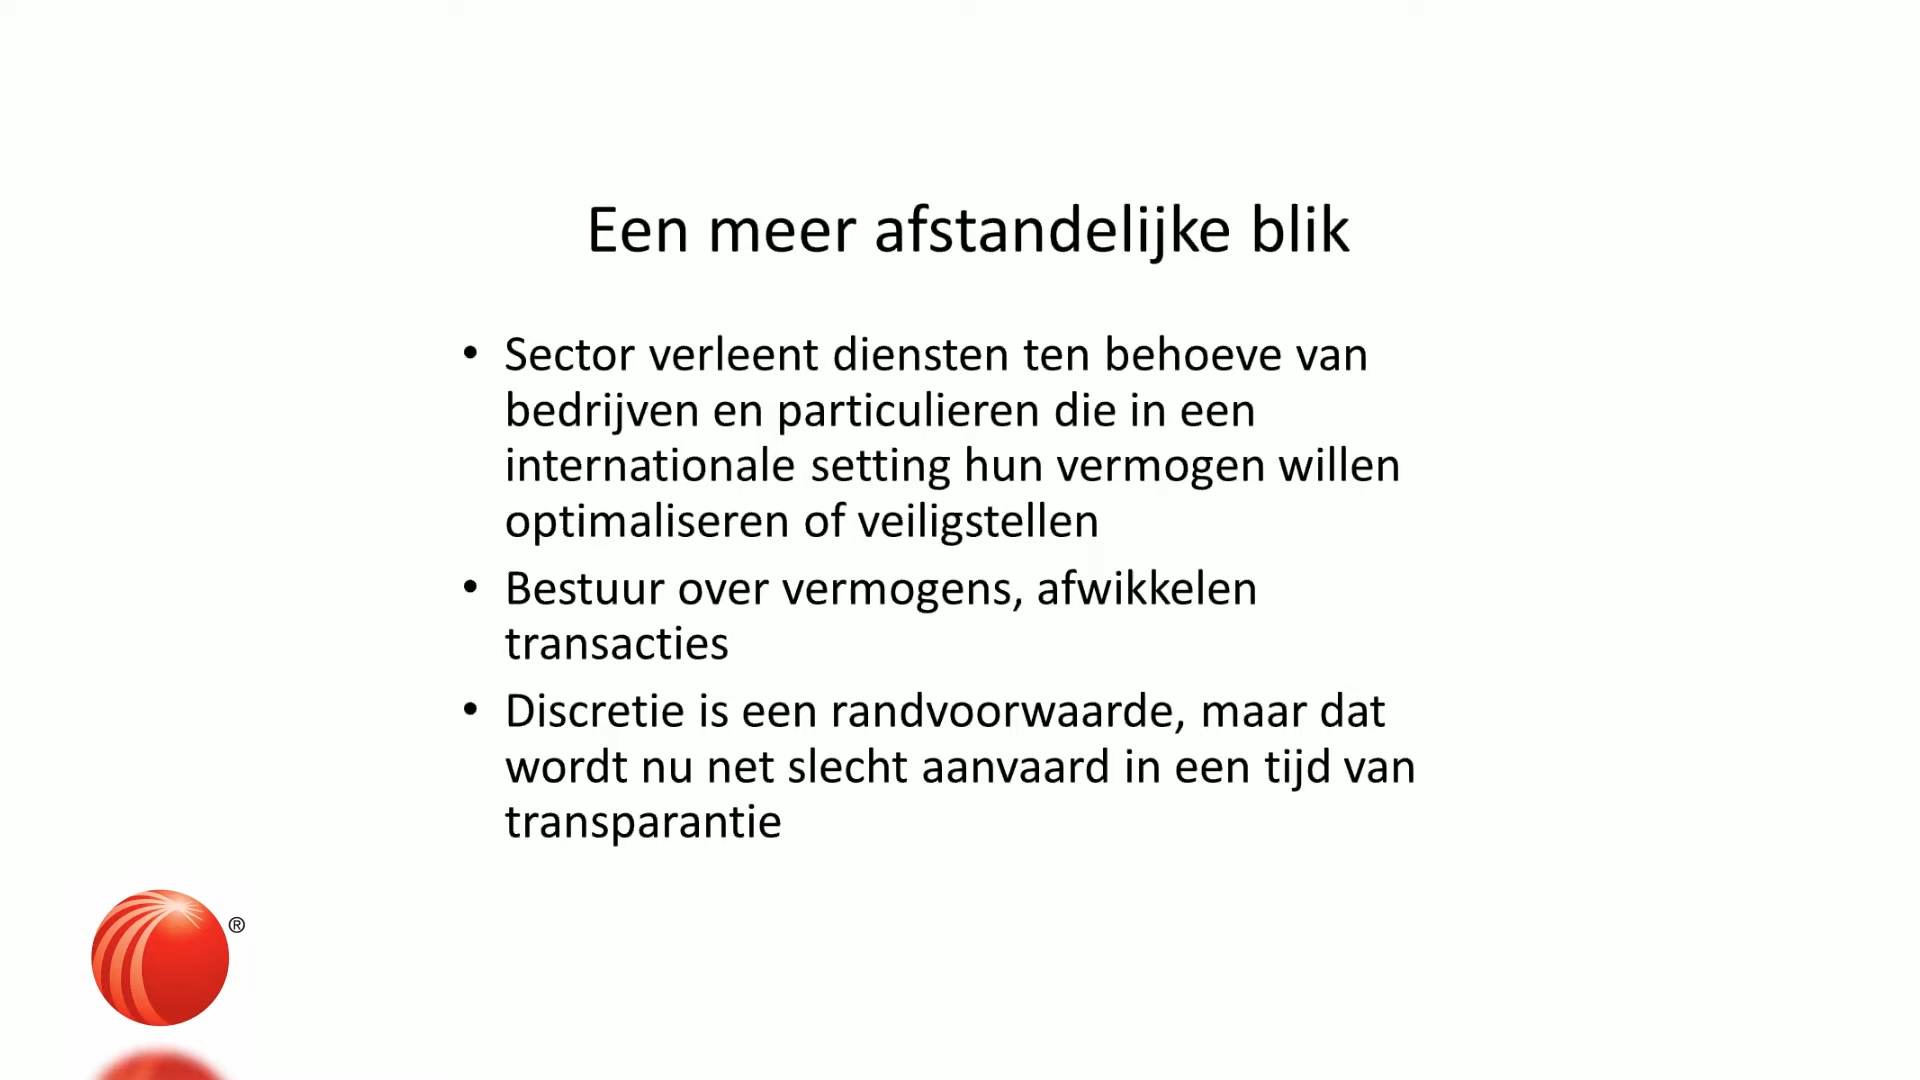 Een meer afstandelijke blik
• Sector verleent diensten ten behoeve van
bedrijven en particulieren die in een
internationale setting hun vermogen willen
optimaliseren of veiligstellen
• Bestuur over vermogens, afwikkelen
transacties
• Discretie is een randvoorwaarde, maar dat
wordt nu net slecht aanvaard in een tijd van
transparantie
®